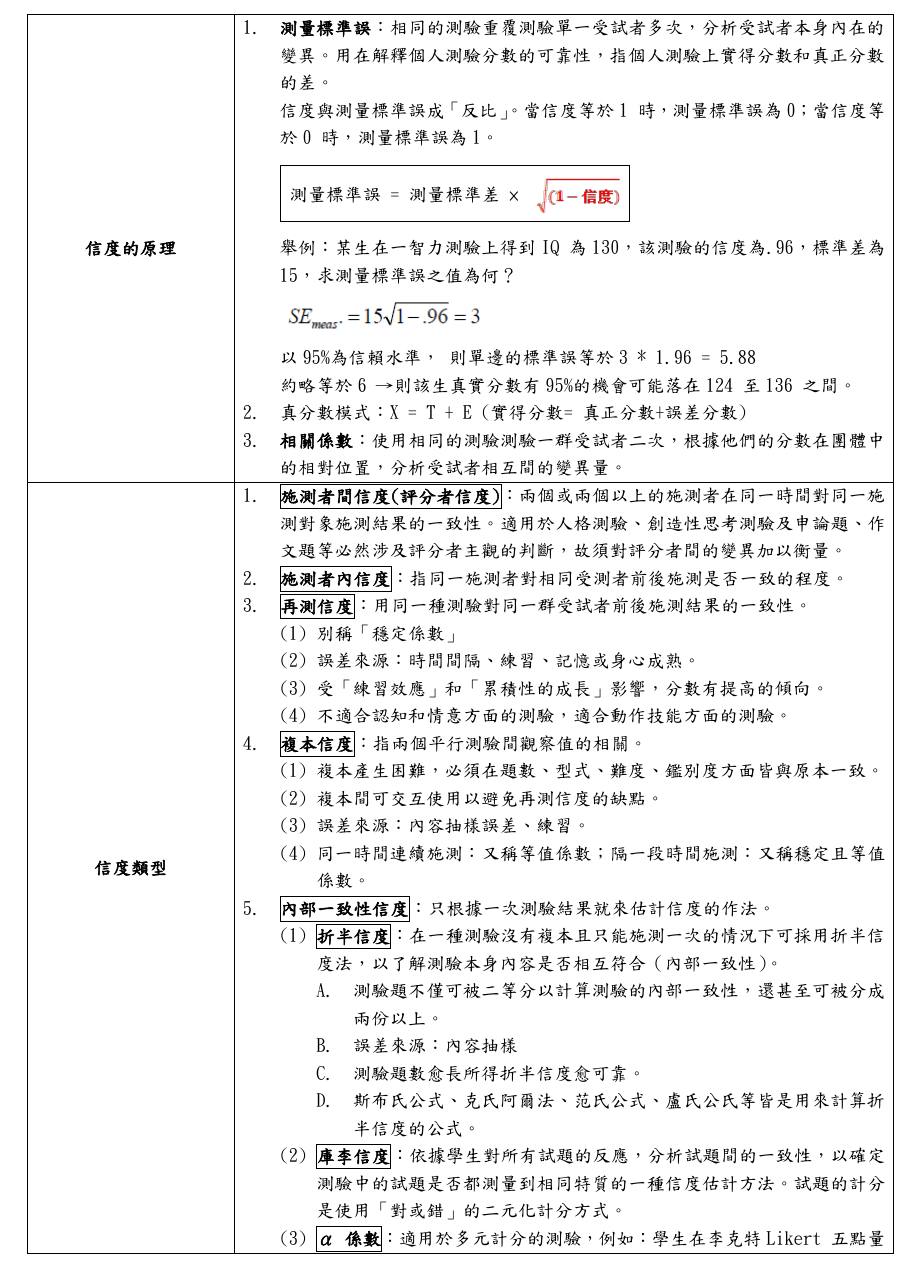 信度的原理
1. 測量標準誤：相同的測驗重覆測驗單一受試者多次，分析受試者本身內在的
變異。用在解釋個人測驗分數的可靠性，指個人測驗上實得分數和真正分數
的差。
信度與測量標準誤成「反比」。當信度等於1 時，測量標準誤為0；當信度等
於0 時，測量標準誤為1。
測量標準誤 = 測量標準差 × √(1－信度)
舉例：某生在一智力測驗上得到IQ 為130，該測驗的信度為.96，標準差為
15，求測量標準誤之值為何？
SEmeas. = 15√1－.96 = 3
以95%為信賴水準， 則單邊的標準誤等於3 * 1.96 = 5.88
約略等於6 →則該生真實分數有95%的機會可能落在124 至136 之間。
2. 真分數模式：X = T + E (實得分數= 真正分數+誤差分數)
3. 相關係數：使用相同的測驗測驗一群受試者二次，根據他們的分數在團體中
的相對位置，分析受試者相互間的變異量。
信度類型
1. 施測者間信度(評分者信度)：兩個或兩個以上的施測者在同一時間對同一施
測對象施測結果的一致性。適用於人格測驗、創造性思考測驗及申論題、作
文題等必然涉及評分者主觀的判斷，故須對評分者間的變異加以衡量。
2. 施測者內信度：指同一施測者對相同受測者前後施測是否一致的程度。
3. 再測信度：用同一種測驗對同一群受試者前後施測結果的一致性。
(1) 別稱「穩定係數」
(2) 誤差來源：時間間隔、練習、記憶或身心成熟。
(3) 受「練習效應」和「累積性的成長」影響，分數有提高的傾向。
(4) 不適合認知和情意方面的測驗，適合動作技能方面的測驗。
4. 複本信度：指兩個平行測驗間觀察值的相關。
(1) 複本產生困難，必須在題數、型式、難度、鑑別度方面皆與原本一致。
(2) 複本間可交互使用以避免再測信度的缺點。
(3) 誤差來源：內容抽樣誤差、練習。
(4) 同一時間連續施測：又稱等值係數；隔一段時間施測：又稱穩定且等值
係數。
5. 內部一致性信度：只根據一次測驗結果就來估計信度的作法。
(1) 折半信度：在一種測驗沒有複本且只能施測一次的情況下可採用折半信
度法，以了解測驗本身內容是否相互符合(內部一致性)。
A. 測驗題不僅可被二等分以計算測驗的內部一致性，還甚至可被分成
兩份以上。
B. 誤差來源：內容抽樣
C. 測驗題數愈長所得折半信度愈可靠。
D. 斯布氏公式、克氏阿爾法、范氏公式、盧氏公氏等皆是用來計算折
半信度的公式。
(2) 庫李信度：依據學生對所有試題的反應，分析試題間的一致性，以確定
測驗中的試題是否都測量到相同特質的一種信度估計方法。試題的計分
是使用「對或錯」的二元化計分方式。
(3) α 係數：適用於多元計分的測驗，例如：學生在李克特Likert 五點量